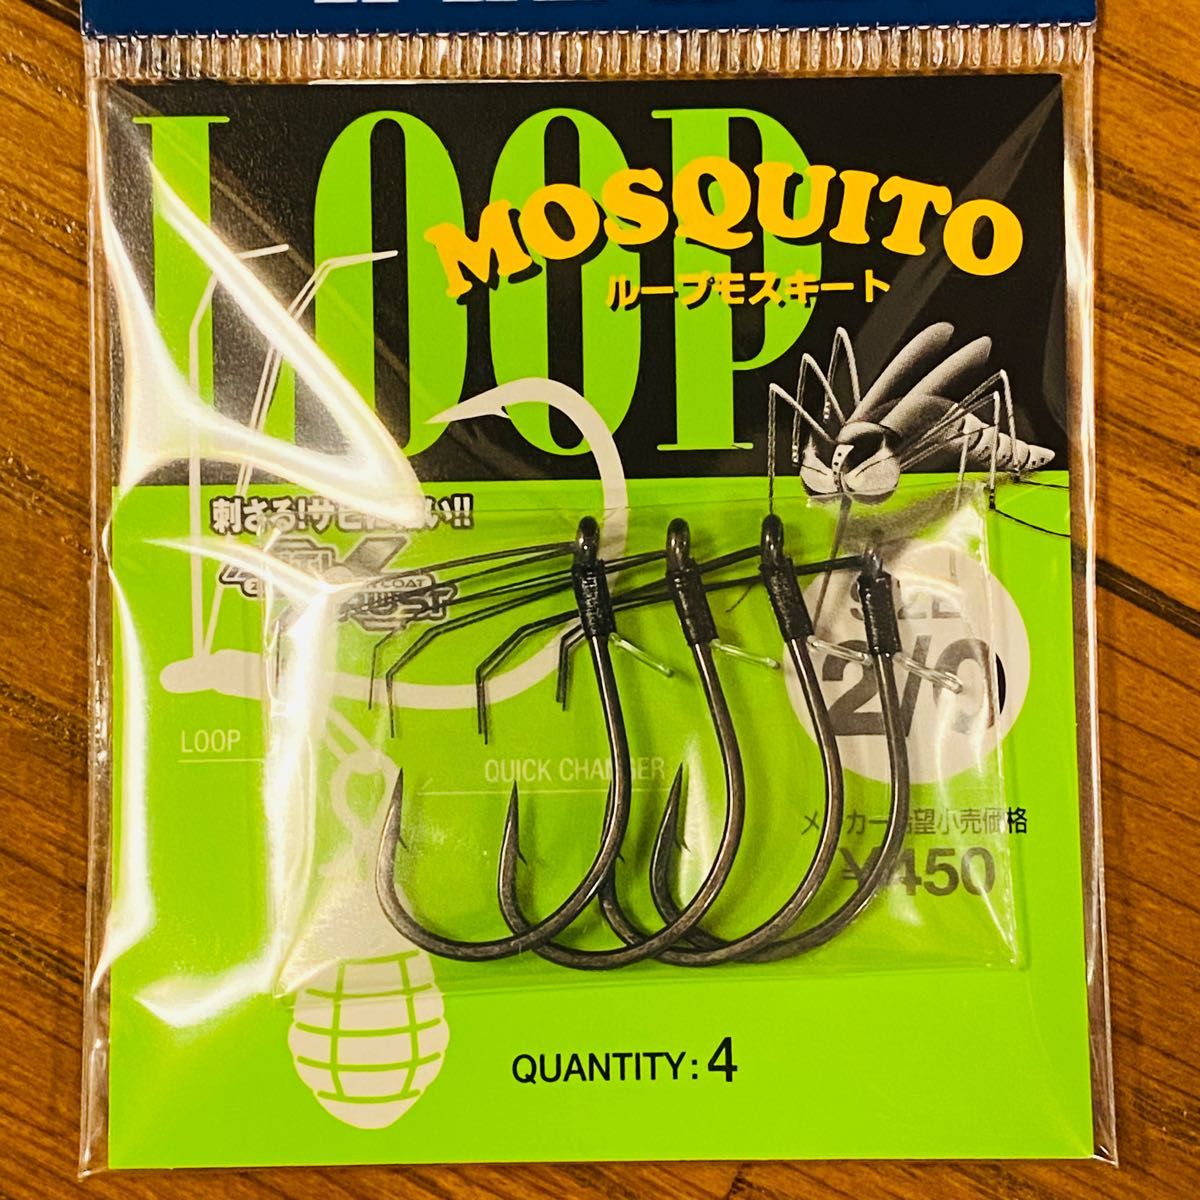 LOOP
MOSQUITO
ループモスキート
刺さる!サビに強い!!
SIZE
2/0
LOOP
QUICK CHANGER
メーカー希望小売価格
¥450
QUANTITY: 4